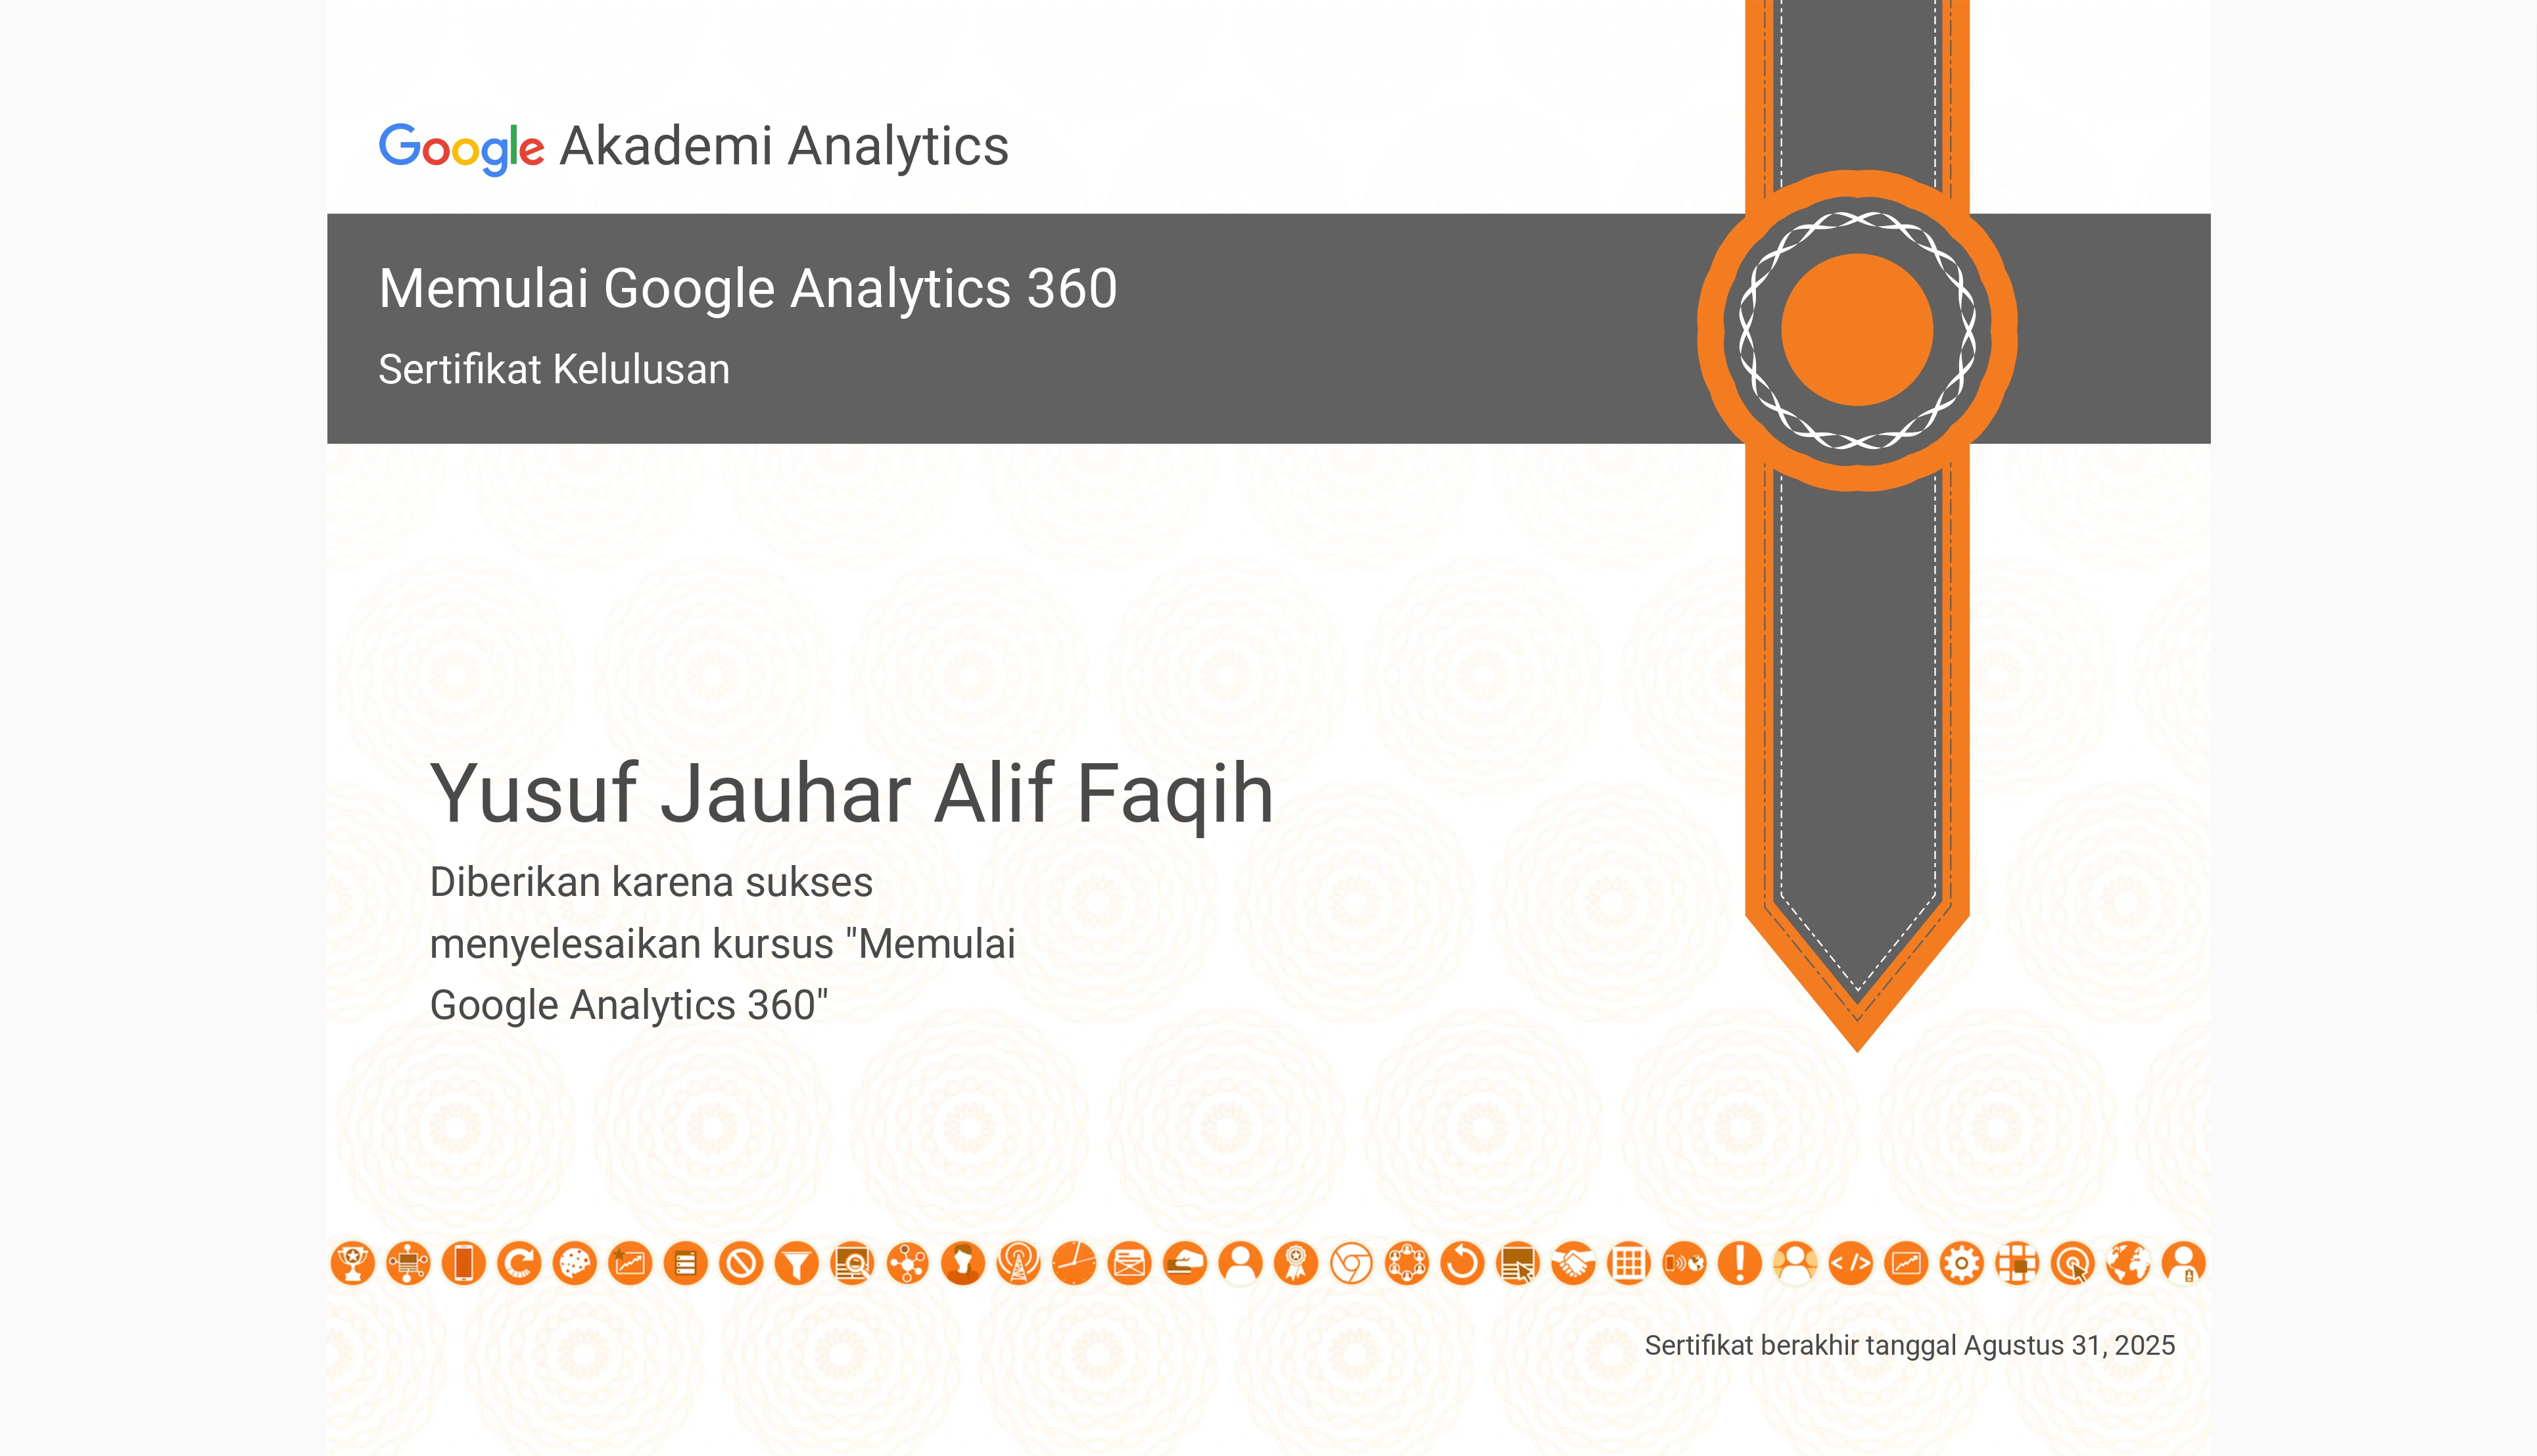 Google Akademi Analytics
Memulai Google Analytics 360
Sertifikat Kelulusan
Yusuf Jauhar Alif Faqih
Diberikan karena sukses
menyelesaikan kursus "Memulai
Google Analytics 360"
Sertifikat berakhir tanggal Agustus 31, 2025